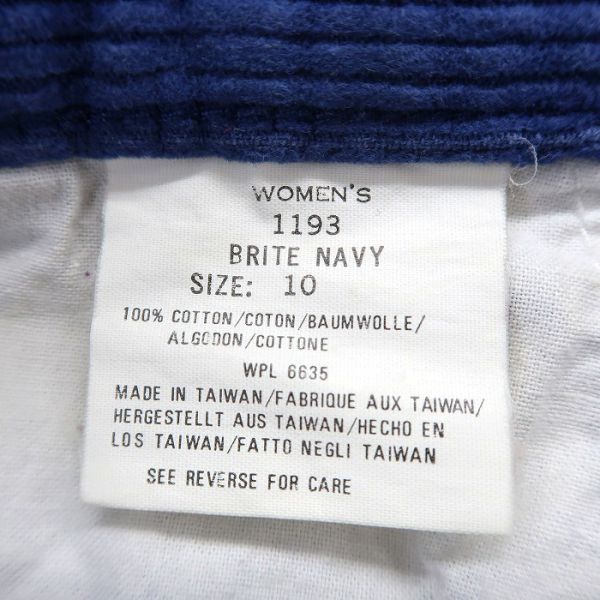 WOMEN'S
1193
BRITE NAVY
SIZE: 10
100% COTTON/COTON/BAUMWOLLE/
ALGODON/COTTONE
WPL 6635
MADE IN TAIWAN/FABRIQUE AUX TAIWAN/
HERGESTELLT AUS TAIWAN/HECHO EN
LOS TAIWAN/FATTO NEGLI TAIWAN
SEE REVERSE FOR CARE